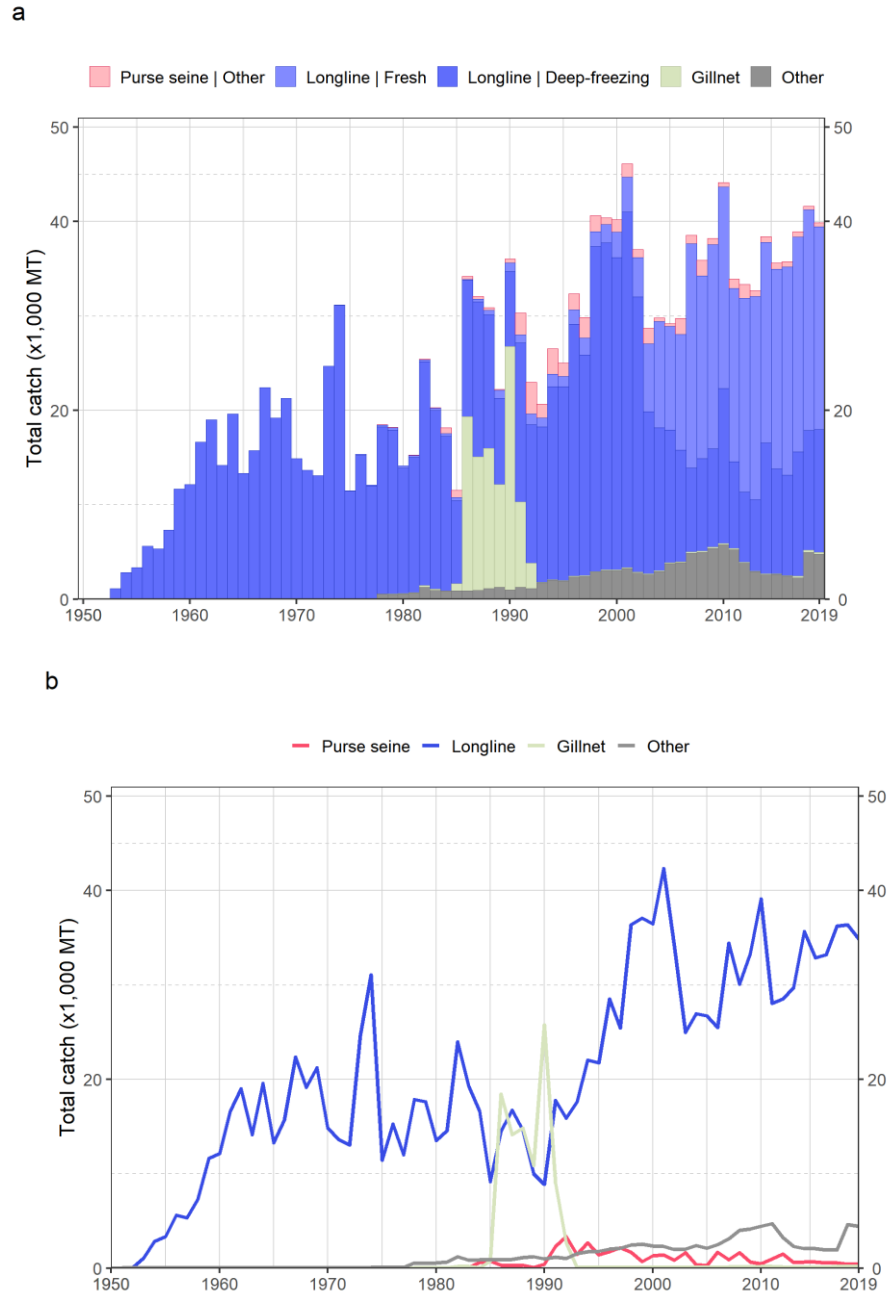 a
Purse seine | Other Longline | Fresh Longline | Deep-freezing Gillnet Other
Total catch (x1,000 MT)
50 50
40 40
20 20
0 0
1950 1960 1970 1980 1990 2000 2010 2019
b
Purse seine Longline Gillnet Other
Total catch (x1,000 MT)
50 50
40 40
20 20
0 0
1950 1960 1970 1980 1990 2000 2010 2019